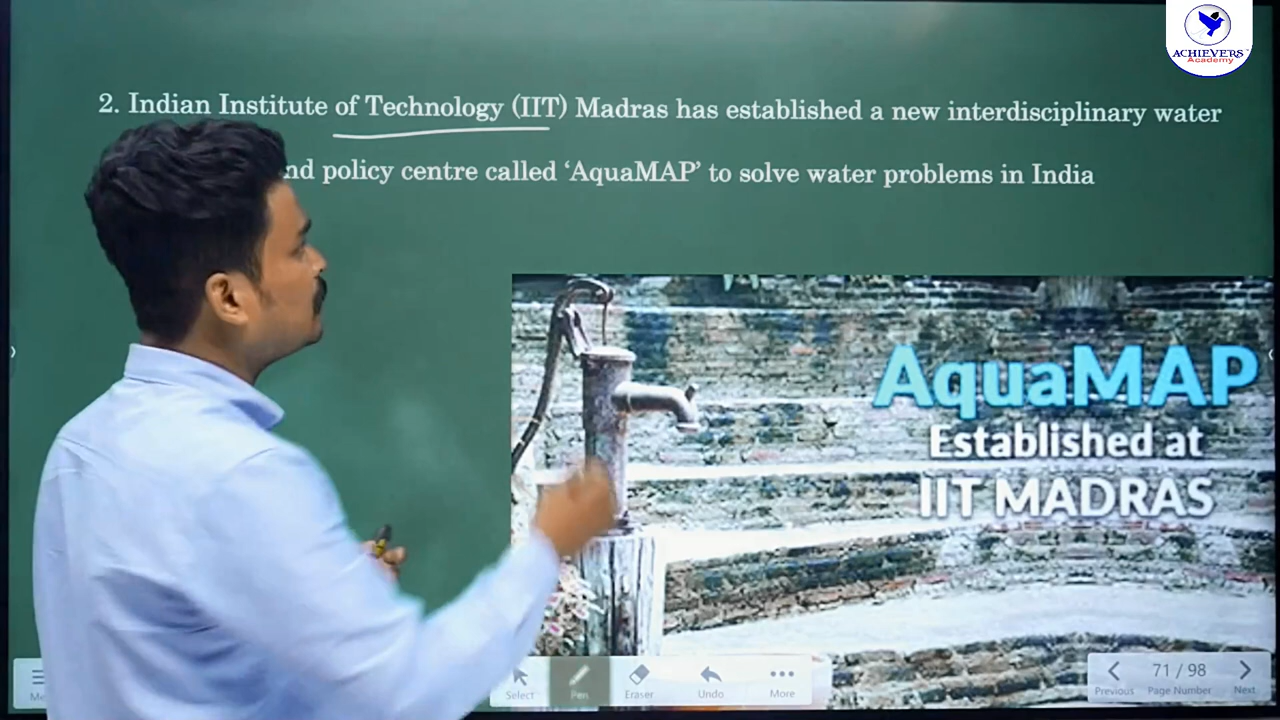 ACHIEVERS
Academy
2. Indian Institute of Technology (IIT) Madras has established a new interdisciplinary water
nd policy centre called ‘AquaMAP’ to solve water problems in India
AquaMAP
Established at
IIT MADRAS
Me
Select
Pen
Eraser
Undo
More
Previous
71 / 98
Page Number
Next